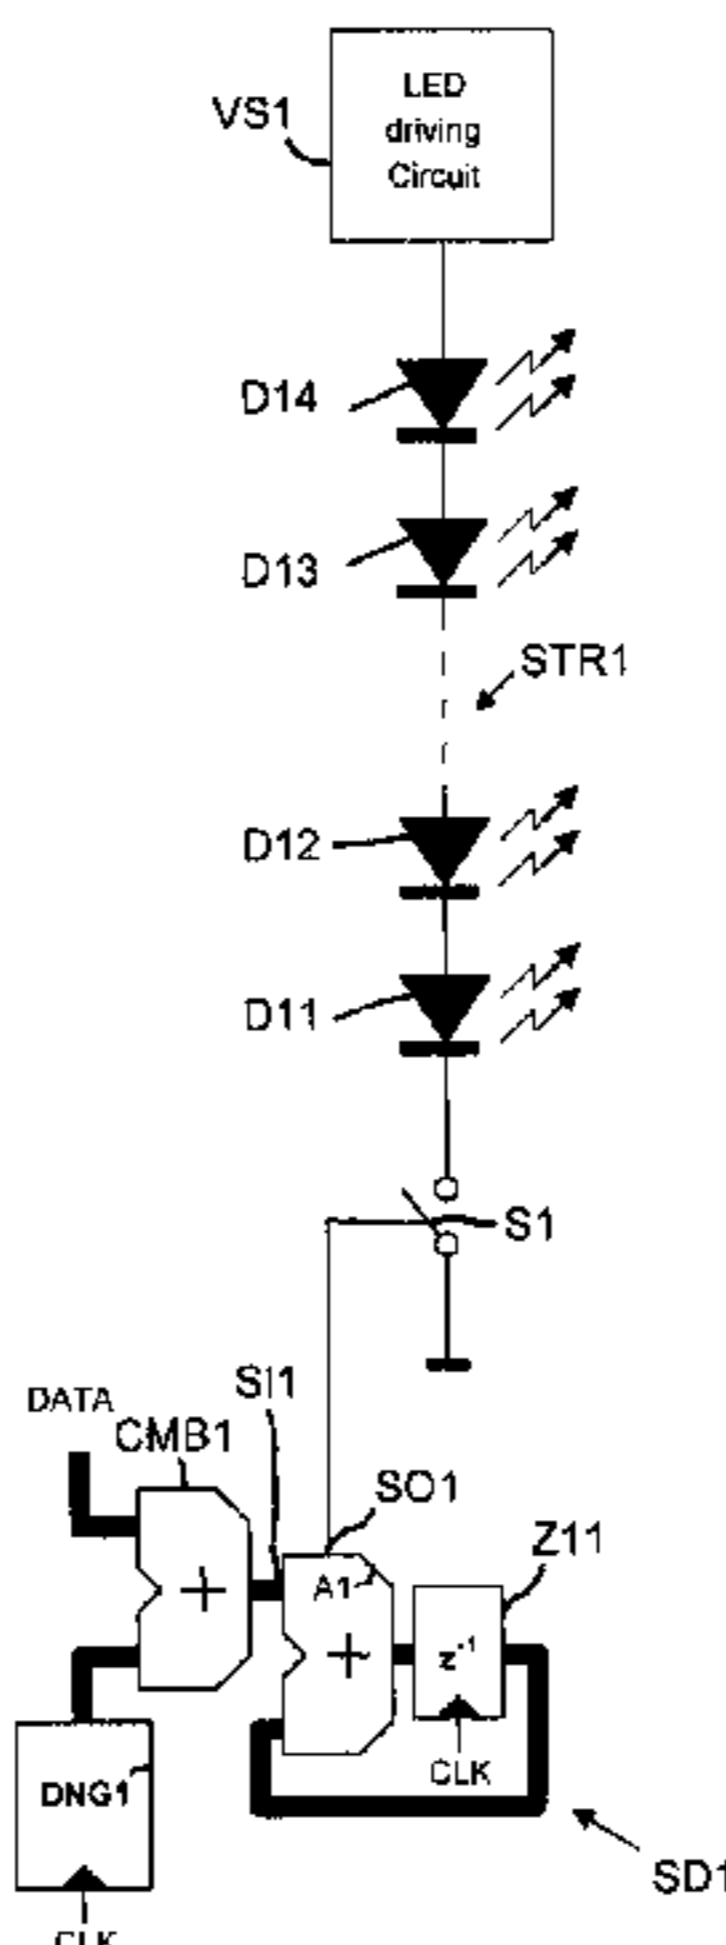 LED
driving
Circuit
VS1
D14
D13
STR1
D12
D11
S1
SI1
DATA
CMB1
SO1
Z11
A1
+
+
z⁻¹
CLK
DNG1
SD1
CLK